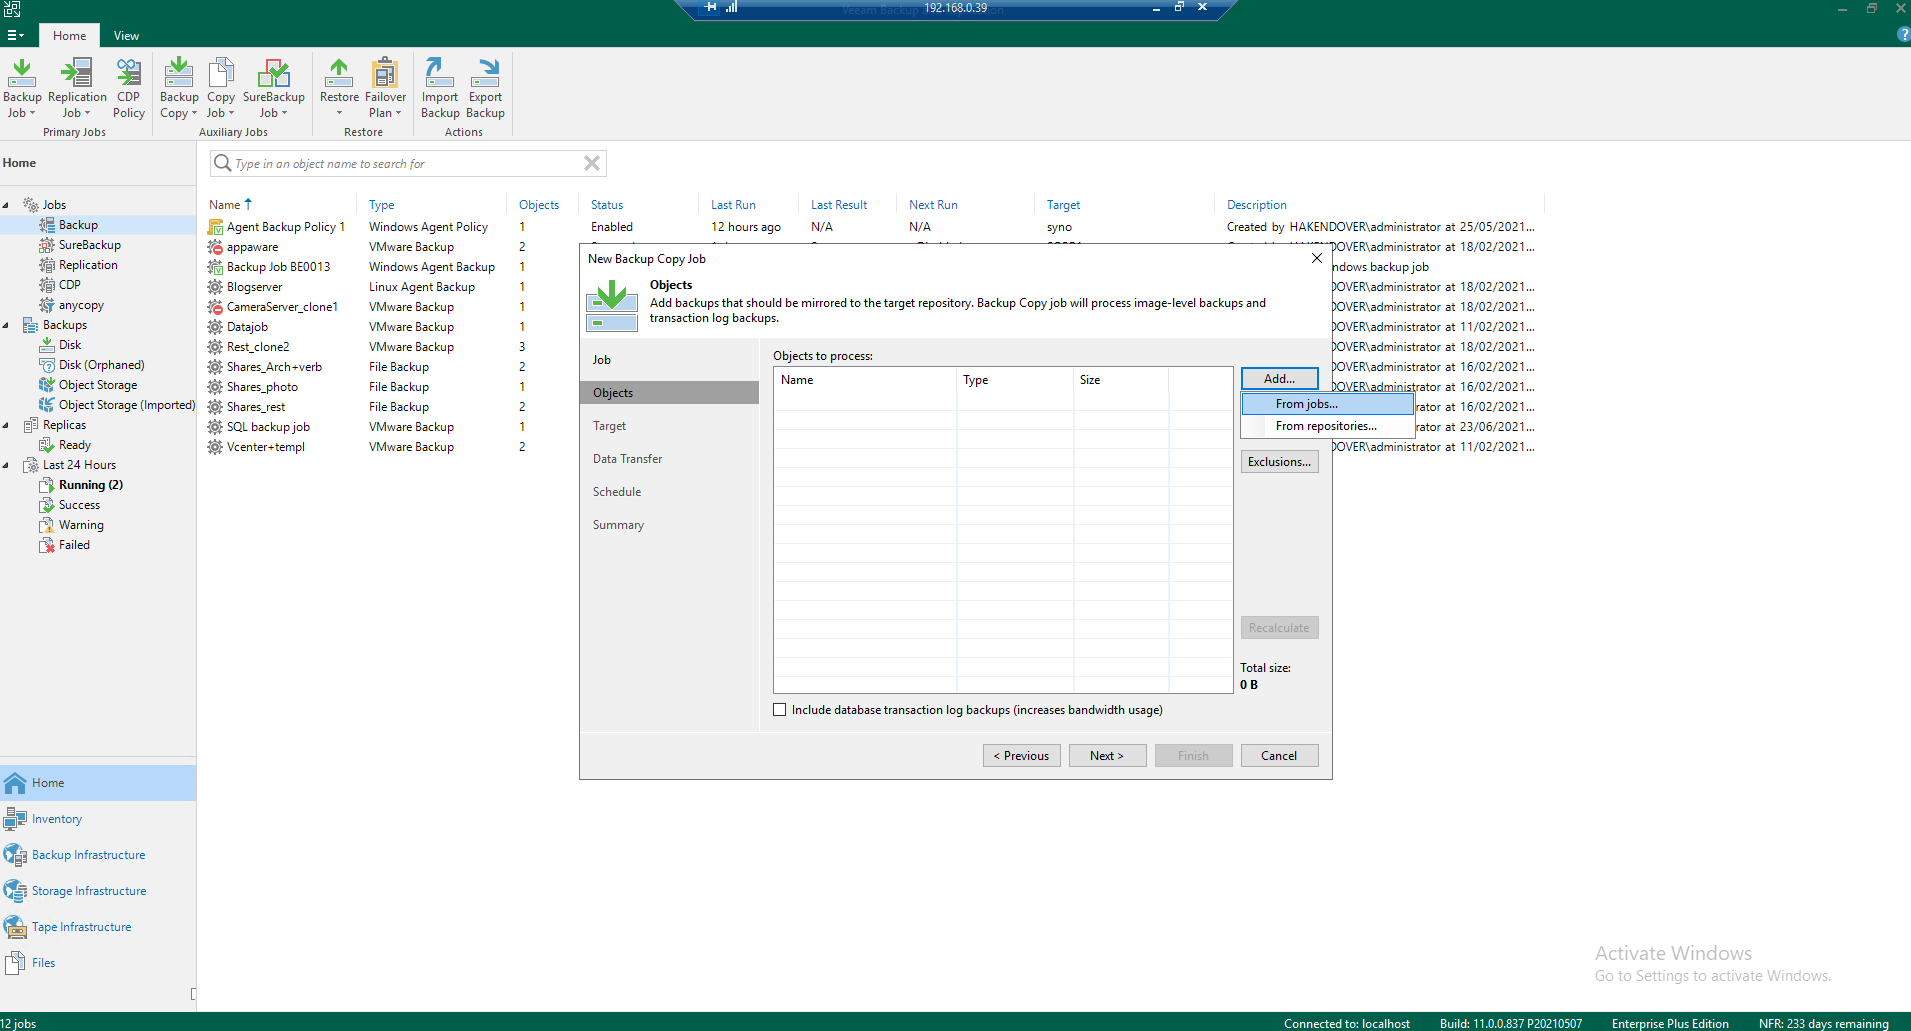 192.168.0.39
Home
View
Backup Job
Replication Job
CDP Policy
Backup Copy
Copy Job
SureBackup Job
Restore
Failover Plan
Import Backup
Export Backup
Primary Jobs
Auxiliary Jobs
Restore
Actions
Home
Type in an object name to search for
Jobs
Backup
SureBackup
Replication
CDP
anycopy
Backups
Disk
Disk (Orphaned)
Object Storage
Object Storage (Imported)
Replicas
Ready
Last 24 Hours
Running (2)
Success
Warning
Failed
Name Type Objects Status Last Run Last Result Next Run Target Description
Agent Backup Policy 1 Windows Agent Policy 1 Enabled 12 hours ago N/A N/A syno Created by HAKENDOVER\administrator at 25/05/2021...
appaware VMware Backup 2 HAKENDOVER\administrator at 18/02/2021...
Backup Job BE0013 Windows Agent Backup 1 ndows backup job
Blogserver Linux Agent Backup 1 DOVER\administrator at 18/02/2021...
CameraServer_clone1 VMware Backup 1 DOVER\administrator at 18/02/2021...
Datajob VMware Backup 1 DOVER\administrator at 11/02/2021...
Rest_clone2 VMware Backup 3 DOVER\administrator at 18/02/2021...
Shares_Arch+verb File Backup 2 DOVER\administrator at 16/02/2021...
Shares_photo File Backup 1 DOVER\administrator at 16/02/2021...
Shares_rest File Backup 2 rator at 16/02/2021...
SQL backup job VMware Backup 1 rator at 23/06/2021...
Vcenter+templ VMware Backup 2 DOVER\administrator at 11/02/2021...
New Backup Copy Job
Objects
Add backups that should be mirrored to the target repository. Backup Copy job will process image-level backups and
transaction log backups.
Job
Objects
Target
Data Transfer
Schedule
Summary
Objects to process:
Name Type Size
Add...
From jobs...
From repositories...
Exclusions...
Recalculate
Total size:
0 B
Include database transaction log backups (increases bandwidth usage)
< Previous
Next >
Finish
Cancel
Home
Inventory
Backup Infrastructure
Storage Infrastructure
Tape Infrastructure
Files
Activate Windows
Go to Settings to activate Windows.
12 jobs
Connected to: localhost
Build: 11.0.0.837 P20210507
Enterprise Plus Edition
NFR: 233 days remaining